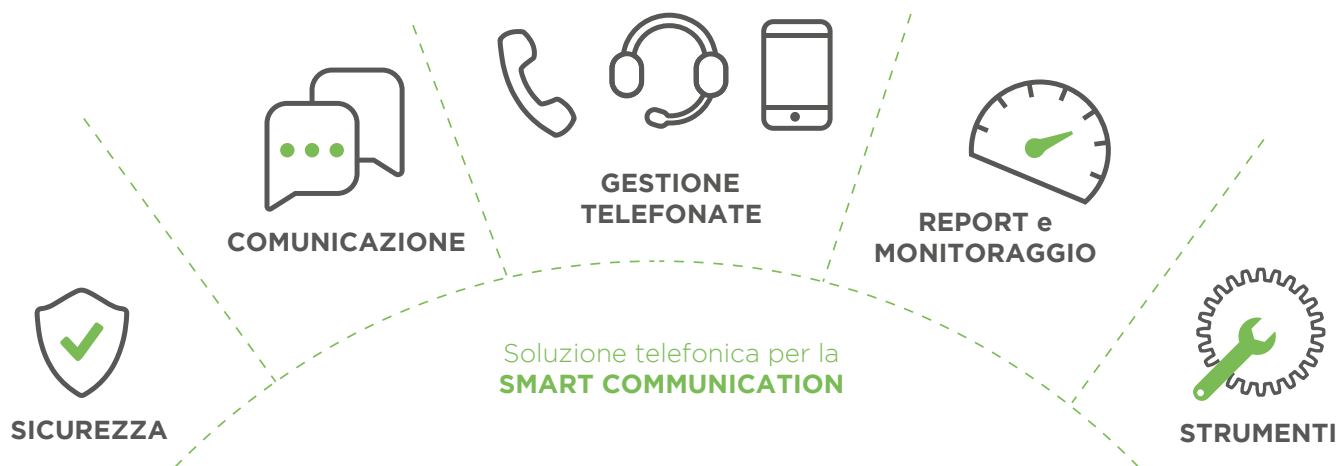 SICUREZZA
COMUNICAZIONE
GESTIONE
TELEFONATE
REPORT e
MONITORAGGIO
STRUMENTI
Soluzione telefonica per la
SMART COMMUNICATION